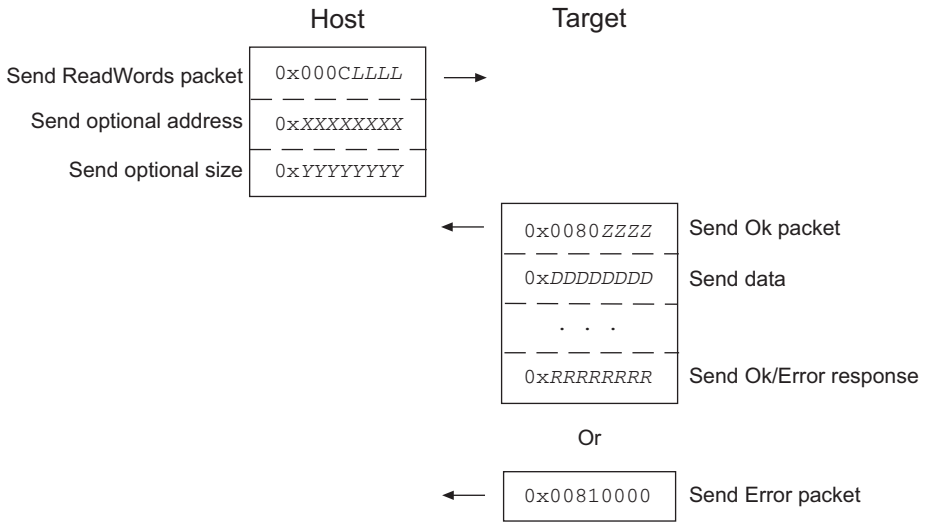 Host Target
Send ReadWords packet 0x000CLLLL
Send optional address 0xXXXXXXXX
Send optional size 0xYYYYYYYY
0x0080ZZZZ Send Ok packet
0xDDDDDDDD Send data
. . .
0xRRRRRRRR Send Ok/Error response
Or
0x00810000 Send Error packet